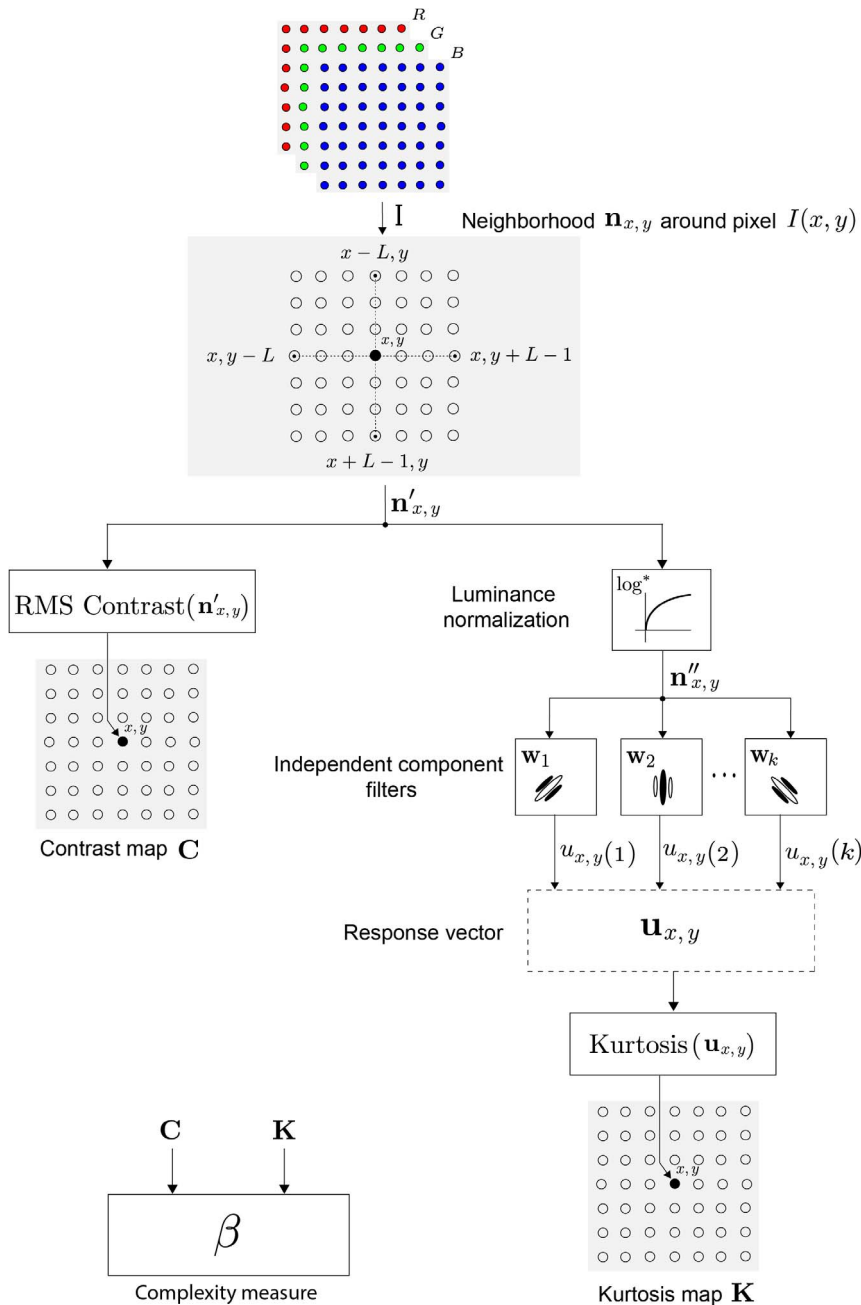 R
G
B
I
Neighborhood n_{x, y} around pixel I(x, y)
x − L, y
x, y
x, y − L
x, y + L − 1
x + L − 1, y
n′_{x, y}
RMS Contrast(n′_{x, y})
Luminance
normalization
log*
n″_{x, y}
x, y
Contrast map C
Independent component
filters
w_1
w_2
...
w_k
u_{x, y}(1)
u_{x, y}(2)
u_{x, y}(k)
Response vector
u_{x, y}
Kurtosis(u_{x, y})
x, y
Kurtosis map K
C
K
β
Complexity measure